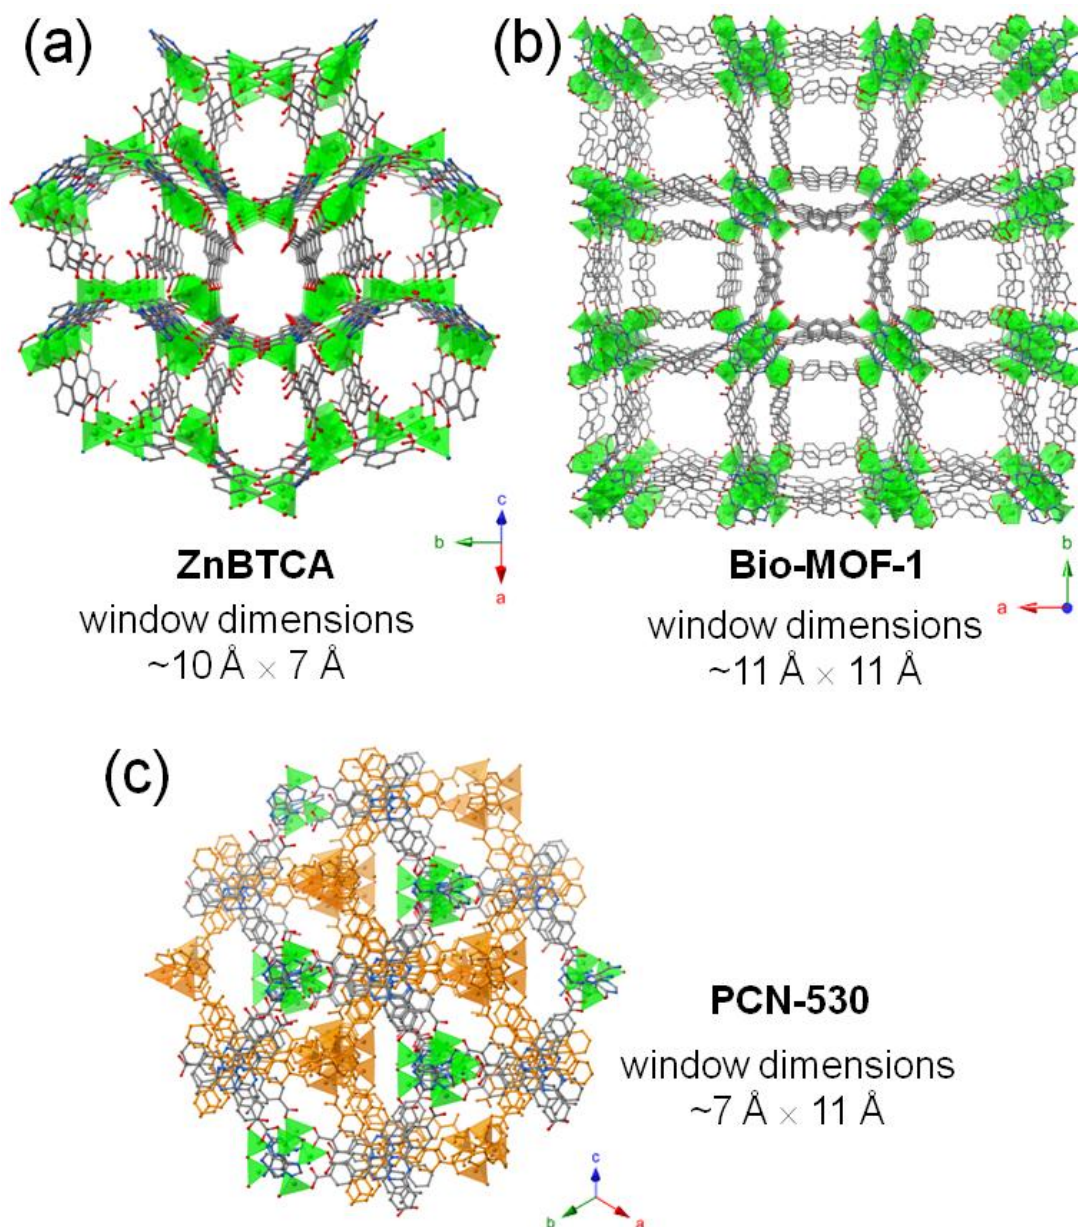 (a)
(b)
c
b
a
b
a
ZnBTCA
window dimensions
~10 Å × 7 Å
Bio-MOF-1
window dimensions
~11 Å × 11 Å
(c)
PCN-530
window dimensions
~7 Å × 11 Å
c
b
a